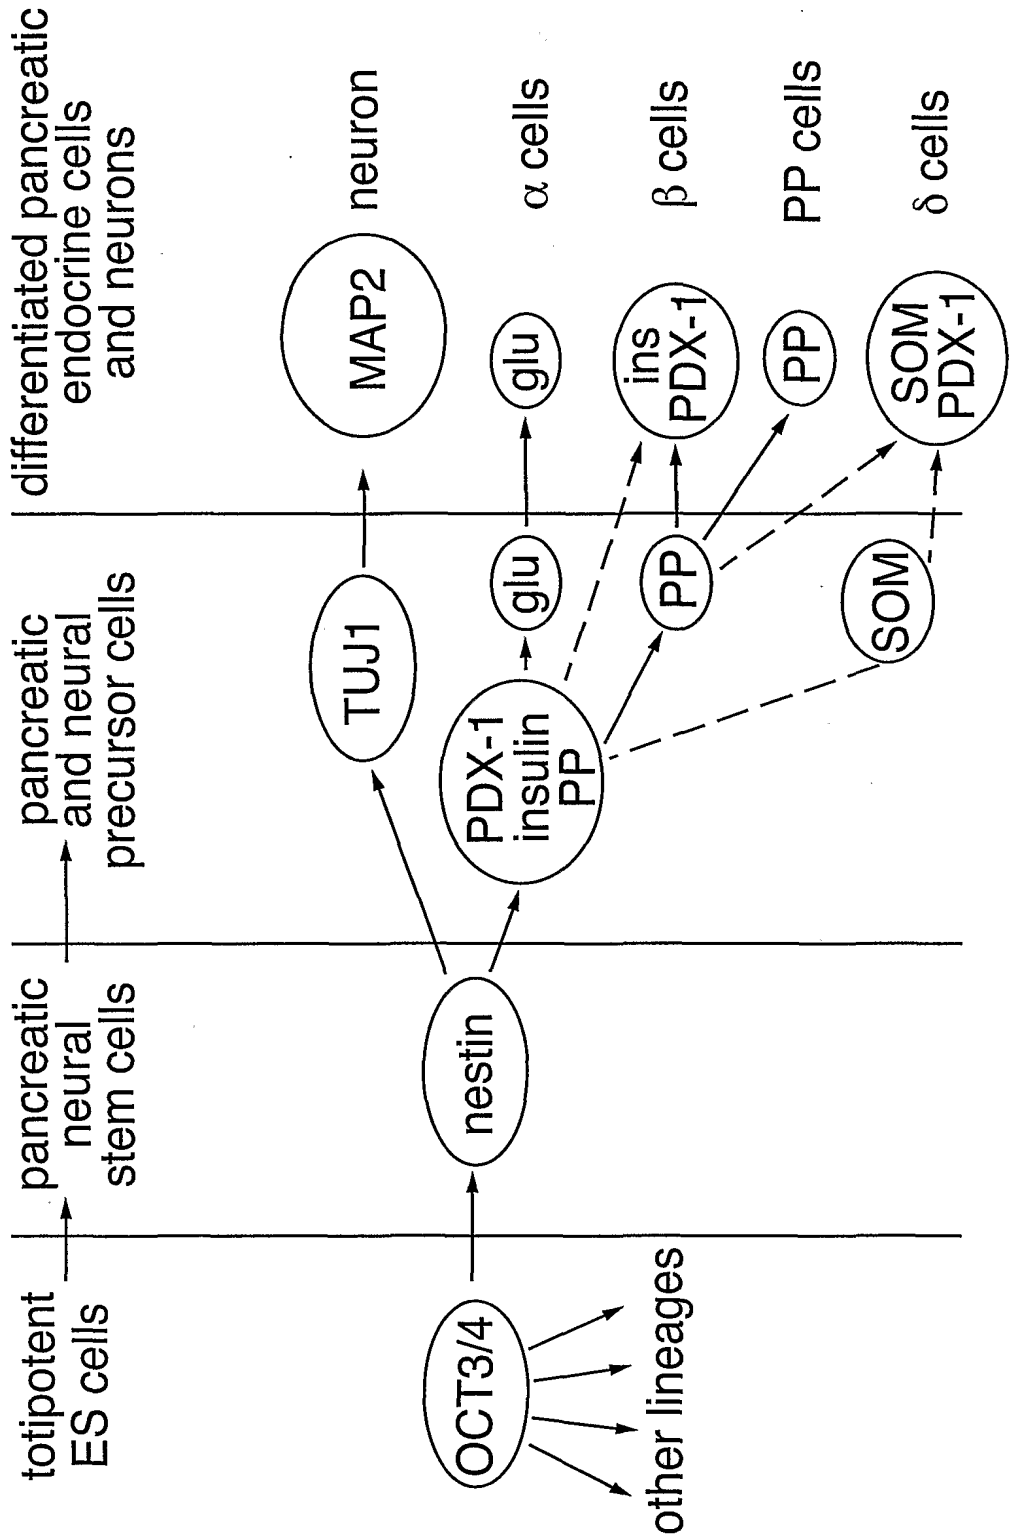 totipotent
ES cells
pancreatic
neural
stem cells
pancreatic
and neural
precursor cells
differentiated pancreatic
endocrine cells
and neurons
OCT3/4
other lineages
nestin
TUJ1
PDX-1
insulin
PP
glu
PP
SOM
MAP2
neuron
glu
α cells
ins
PDX-1
β cells
PP
PP cells
SOM
PDX-1
δ cells